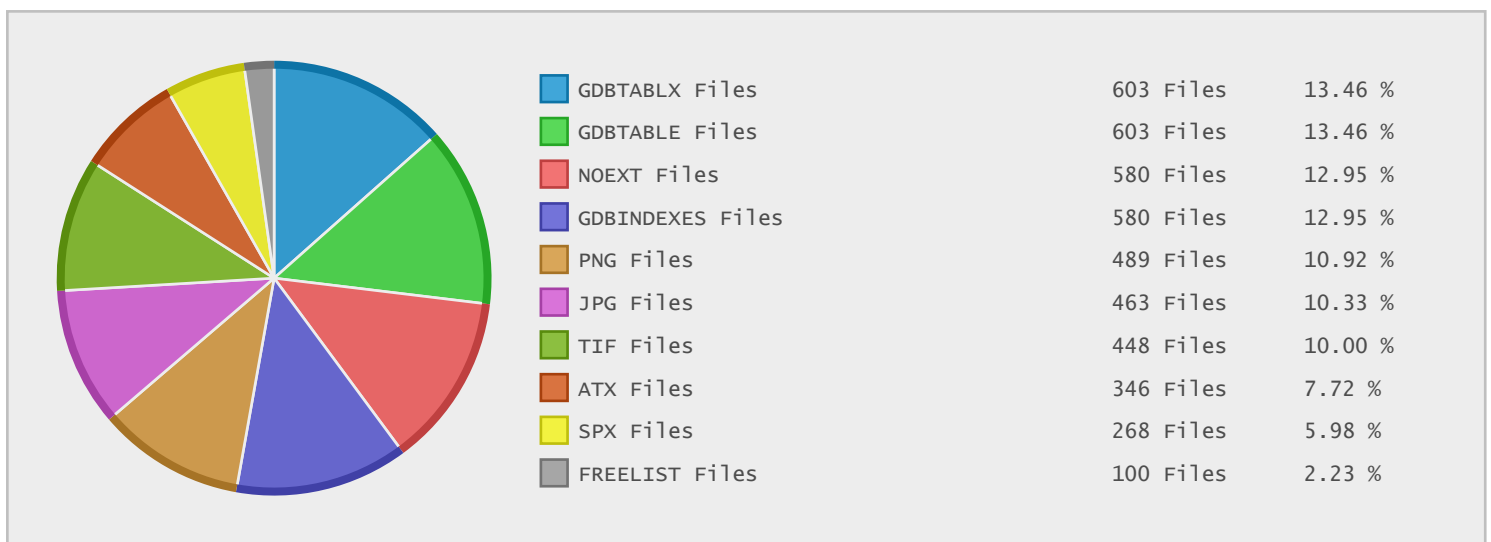 GDBTABLX Files 603 Files 13.46 %
GDBTABLE Files 603 Files 13.46 %
NOEXT Files 580 Files 12.95 %
GDBINDEXES Files 580 Files 12.95 %
PNG Files 489 Files 10.92 %
JPG Files 463 Files 10.33 %
TIF Files 448 Files 10.00 %
ATX Files 346 Files 7.72 %
SPX Files 268 Files 5.98 %
FREELIST Files 100 Files 2.23 %